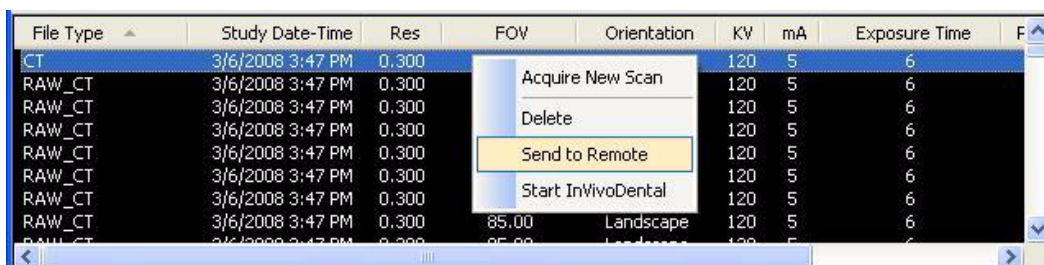 File Type Study Date-Time Res FOV Orientation KV mA Exposure Time
CT 3/6/2008 3:47 PM 0.300 120 5 6
RAW_CT 3/6/2008 3:47 PM 0.300 Acquire New Scan 120 5 6
RAW_CT 3/6/2008 3:47 PM 0.300 120 5 6
RAW_CT 3/6/2008 3:47 PM 0.300 Delete 120 5 6
RAW_CT 3/6/2008 3:47 PM 0.300 Send to Remote 120 5 6
RAW_CT 3/6/2008 3:47 PM 0.300 120 5 6
RAW_CT 3/6/2008 3:47 PM 0.300 Start InVivoDental 120 5 6
RAW_CT 3/6/2008 3:47 PM 0.300 85.00 Landscape 120 5 6